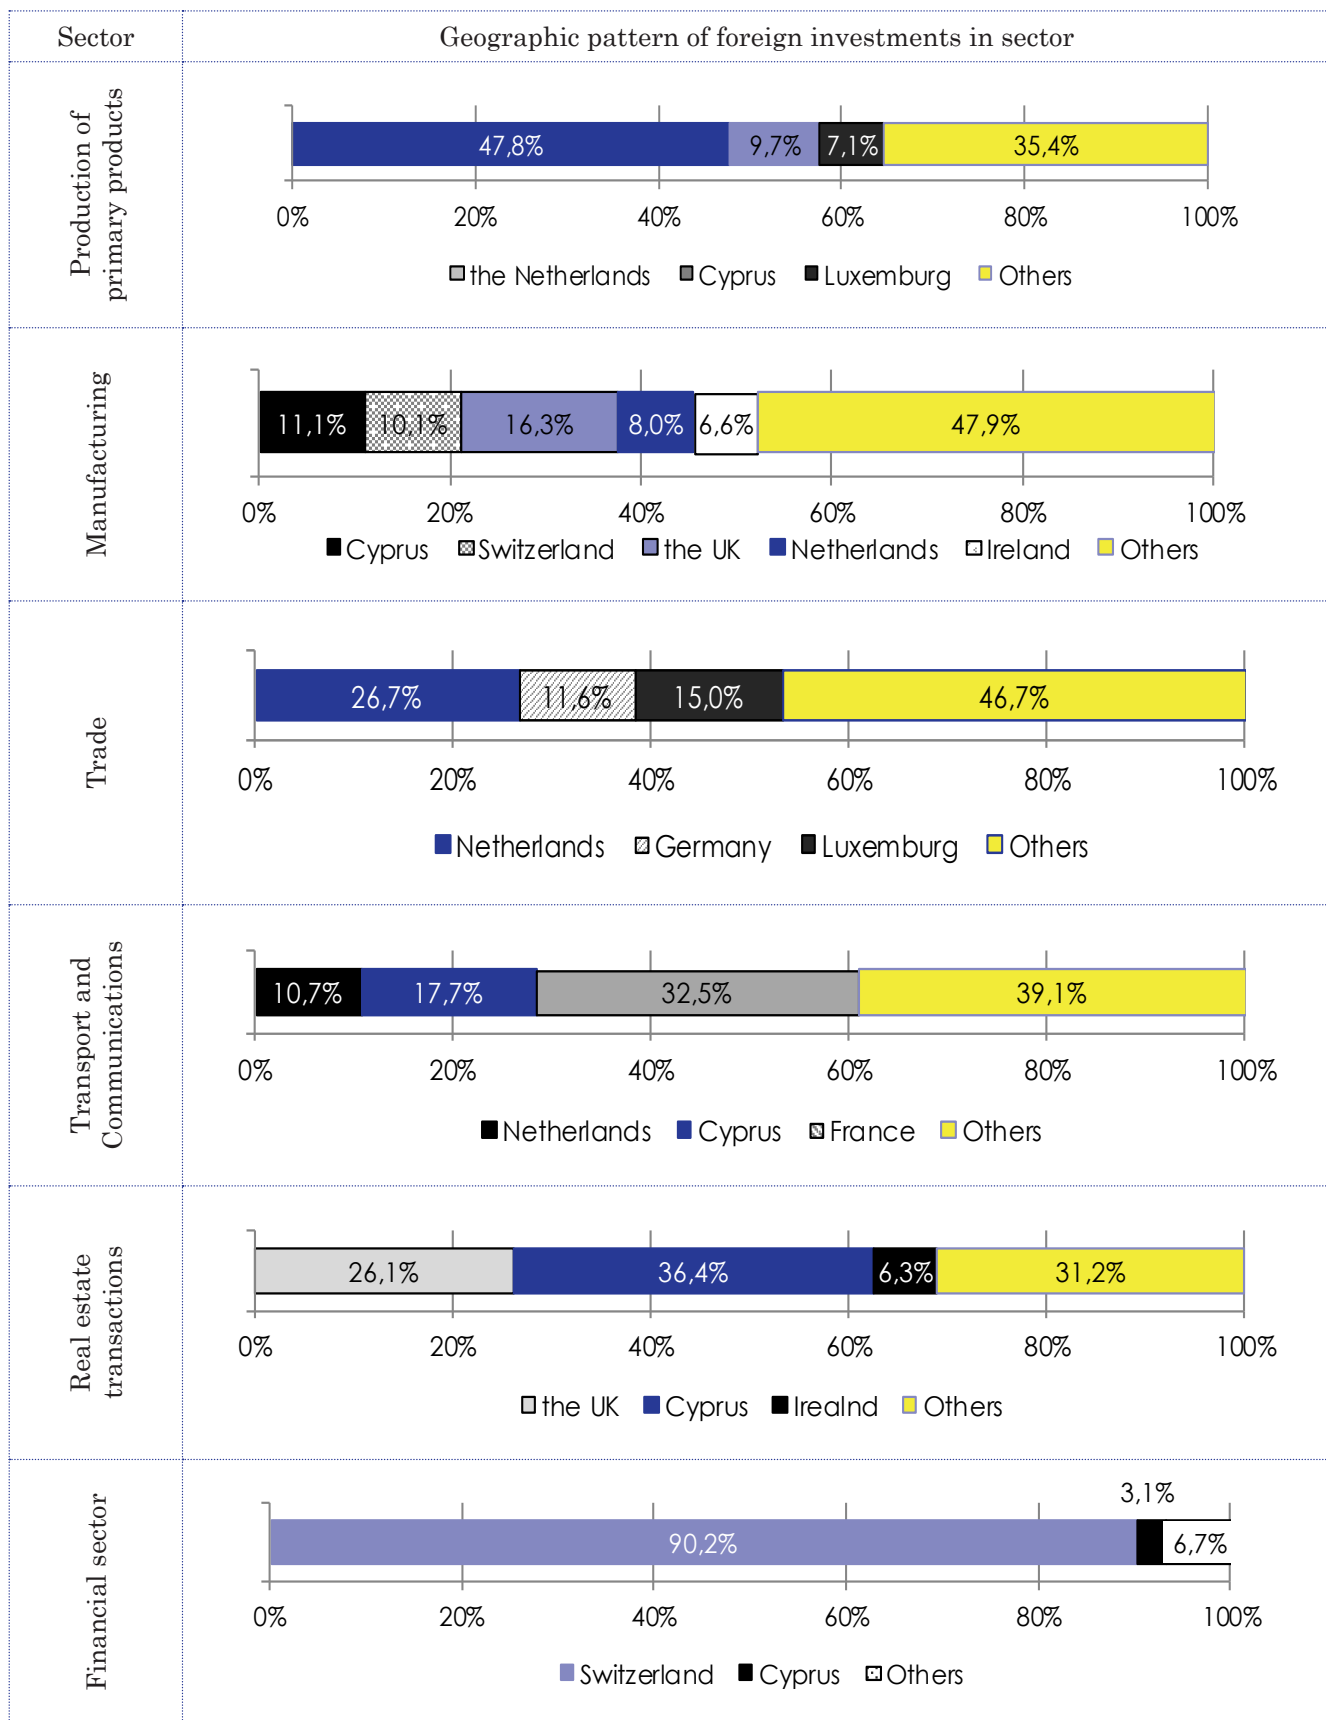 Sector
Geographic pattern of foreign investments in sector
Production of
primary products
47,8%
9,7%
7,1%
35,4%
0%
20%
40%
60%
80%
100%
the Netherlands
Cyprus
Luxemburg
Others
Manufacturing
11,1%
10,1%
16,3%
8,0%
6,6%
47,9%
0%
20%
40%
60%
80%
100%
Cyprus
Switzerland
the UK
Netherlands
Ireland
Others
Trade
26,7%
11,6%
15,0%
46,7%
0%
20%
40%
60%
80%
100%
Netherlands
Germany
Luxemburg
Others
Transport and
Communications
10,7%
17,7%
32,5%
39,1%
0%
20%
40%
60%
80%
100%
Netherlands
Cyprus
France
Others
Real estate
transactions
26,1%
36,4%
6,3%
31,2%
0%
20%
40%
60%
80%
100%
the UK
Cyprus
Irealnd
Others
Financial sector
3,1%
90,2%
6,7%
0%
20%
40%
60%
80%
100%
Switzerland
Cyprus
Others